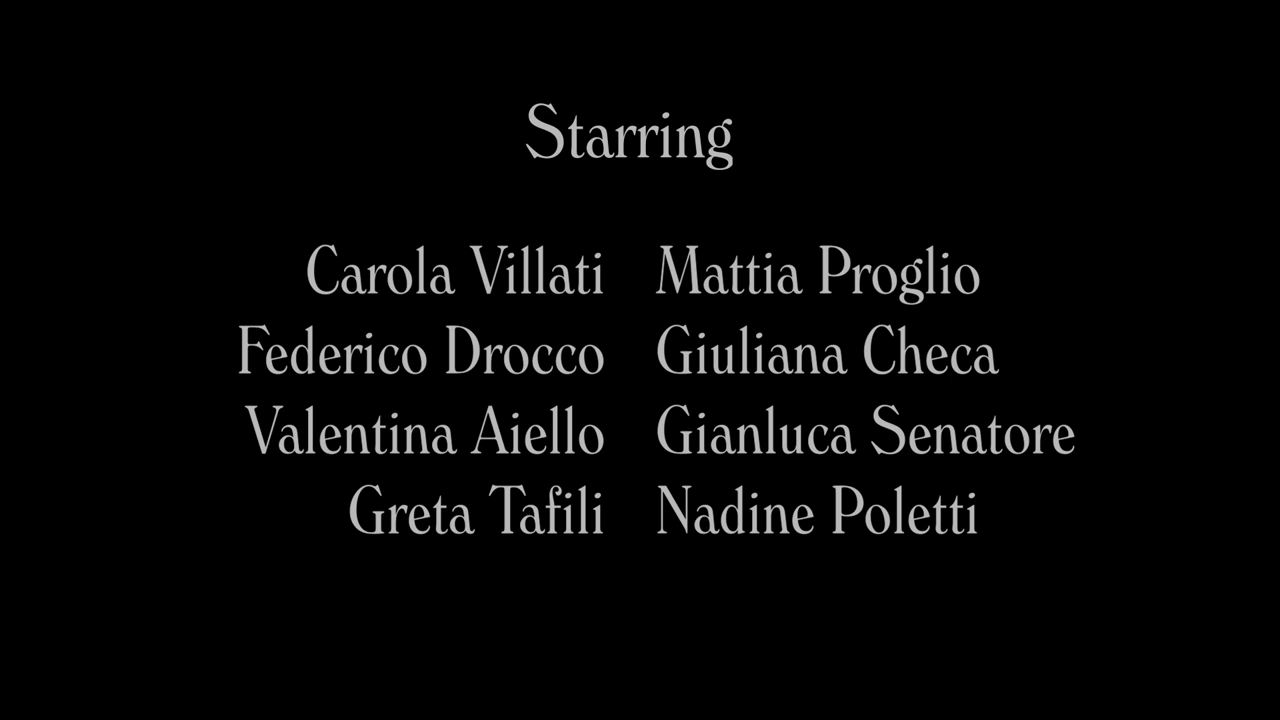 Starring
Carola Villati Mattia Proglio
Federico Drocco Giuliana Checa
Valentina Aiello Gianluca Senatore
Greta Tafili Nadine Poletti